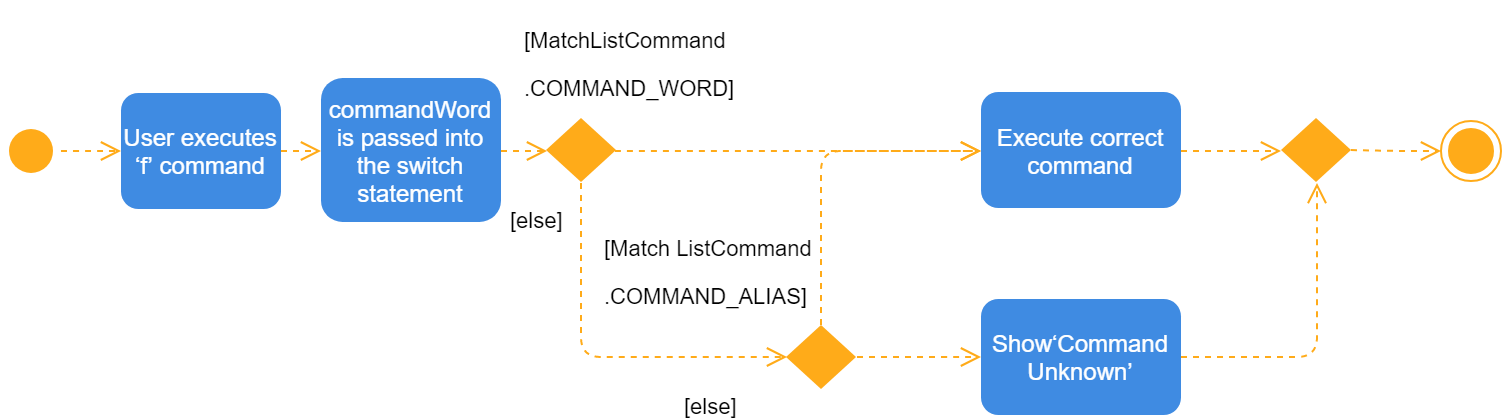 [MatchListCommand
.COMMAND_WORD]
User executes
‘f’ command
commandWord
is passed into
the switch
statement
Execute correct
command
[else]
[Match ListCommand
.COMMAND_ALIAS]
Show‘Command
Unknown’
[else]